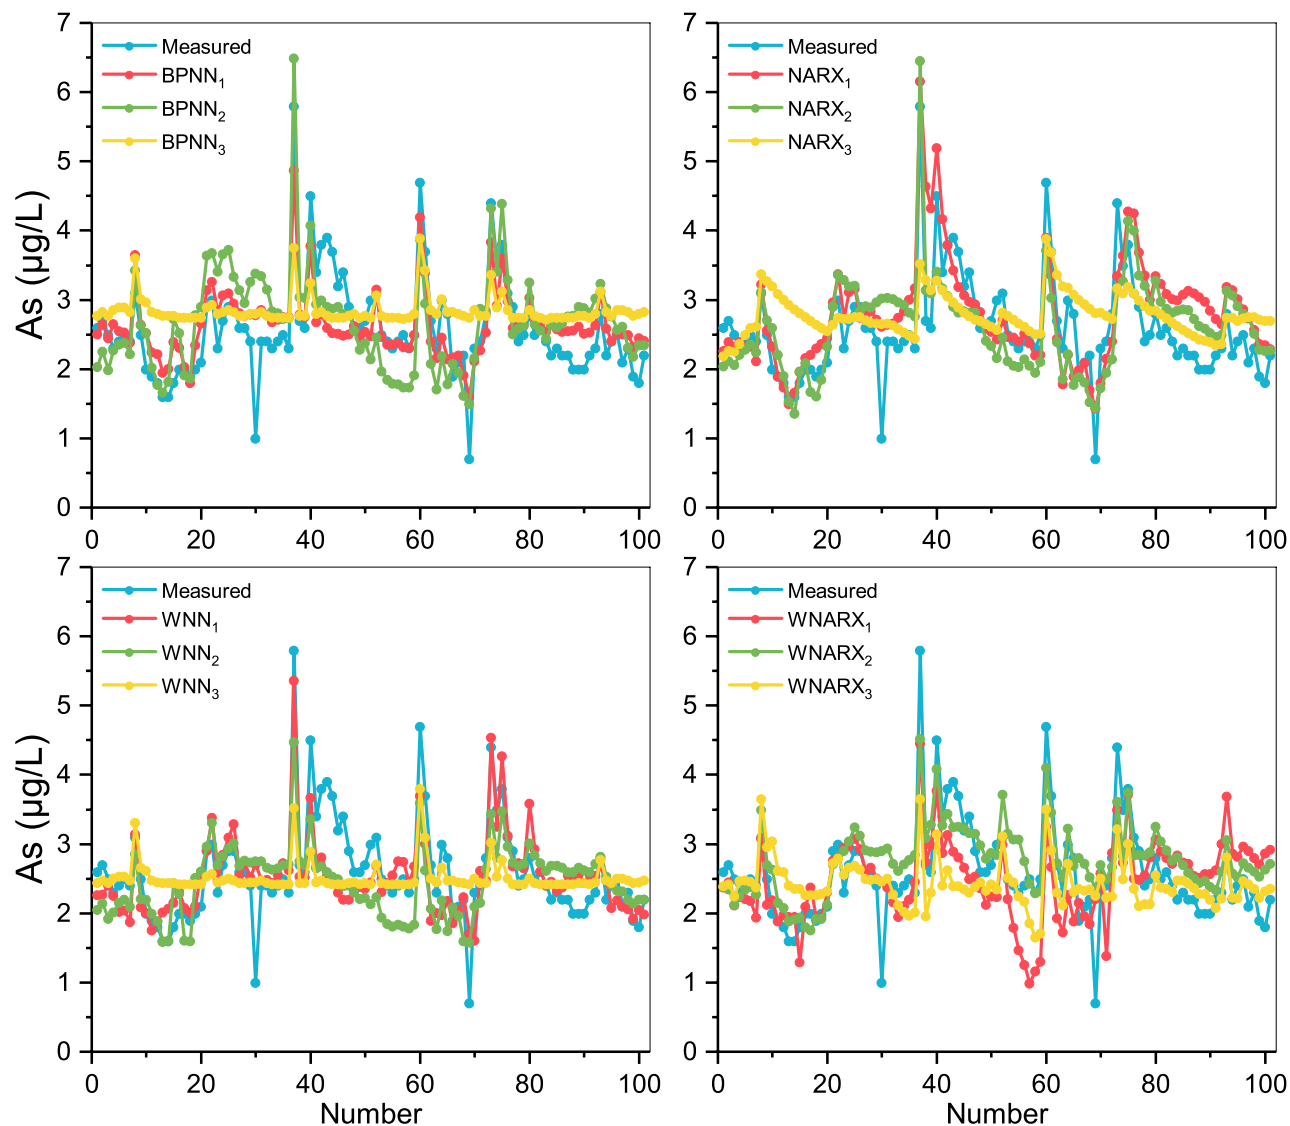 7
6
5
4
3
2
1
0
As (μg/L)
Measured
BPNN₁
BPNN₂
BPNN₃
0 20 40 60 80 100
7
6
5
4
3
2
1
0
Measured
NARX₁
NARX₂
NARX₃
0 20 40 60 80 100
7
6
5
4
3
2
1
0
As (μg/L)
Measured
WNN₁
WNN₂
WNN₃
0 20 40 60 80 100
Number
7
6
5
4
3
2
1
0
Measured
WNARX₁
WNARX₂
WNARX₃
0 20 40 60 80 100
Number